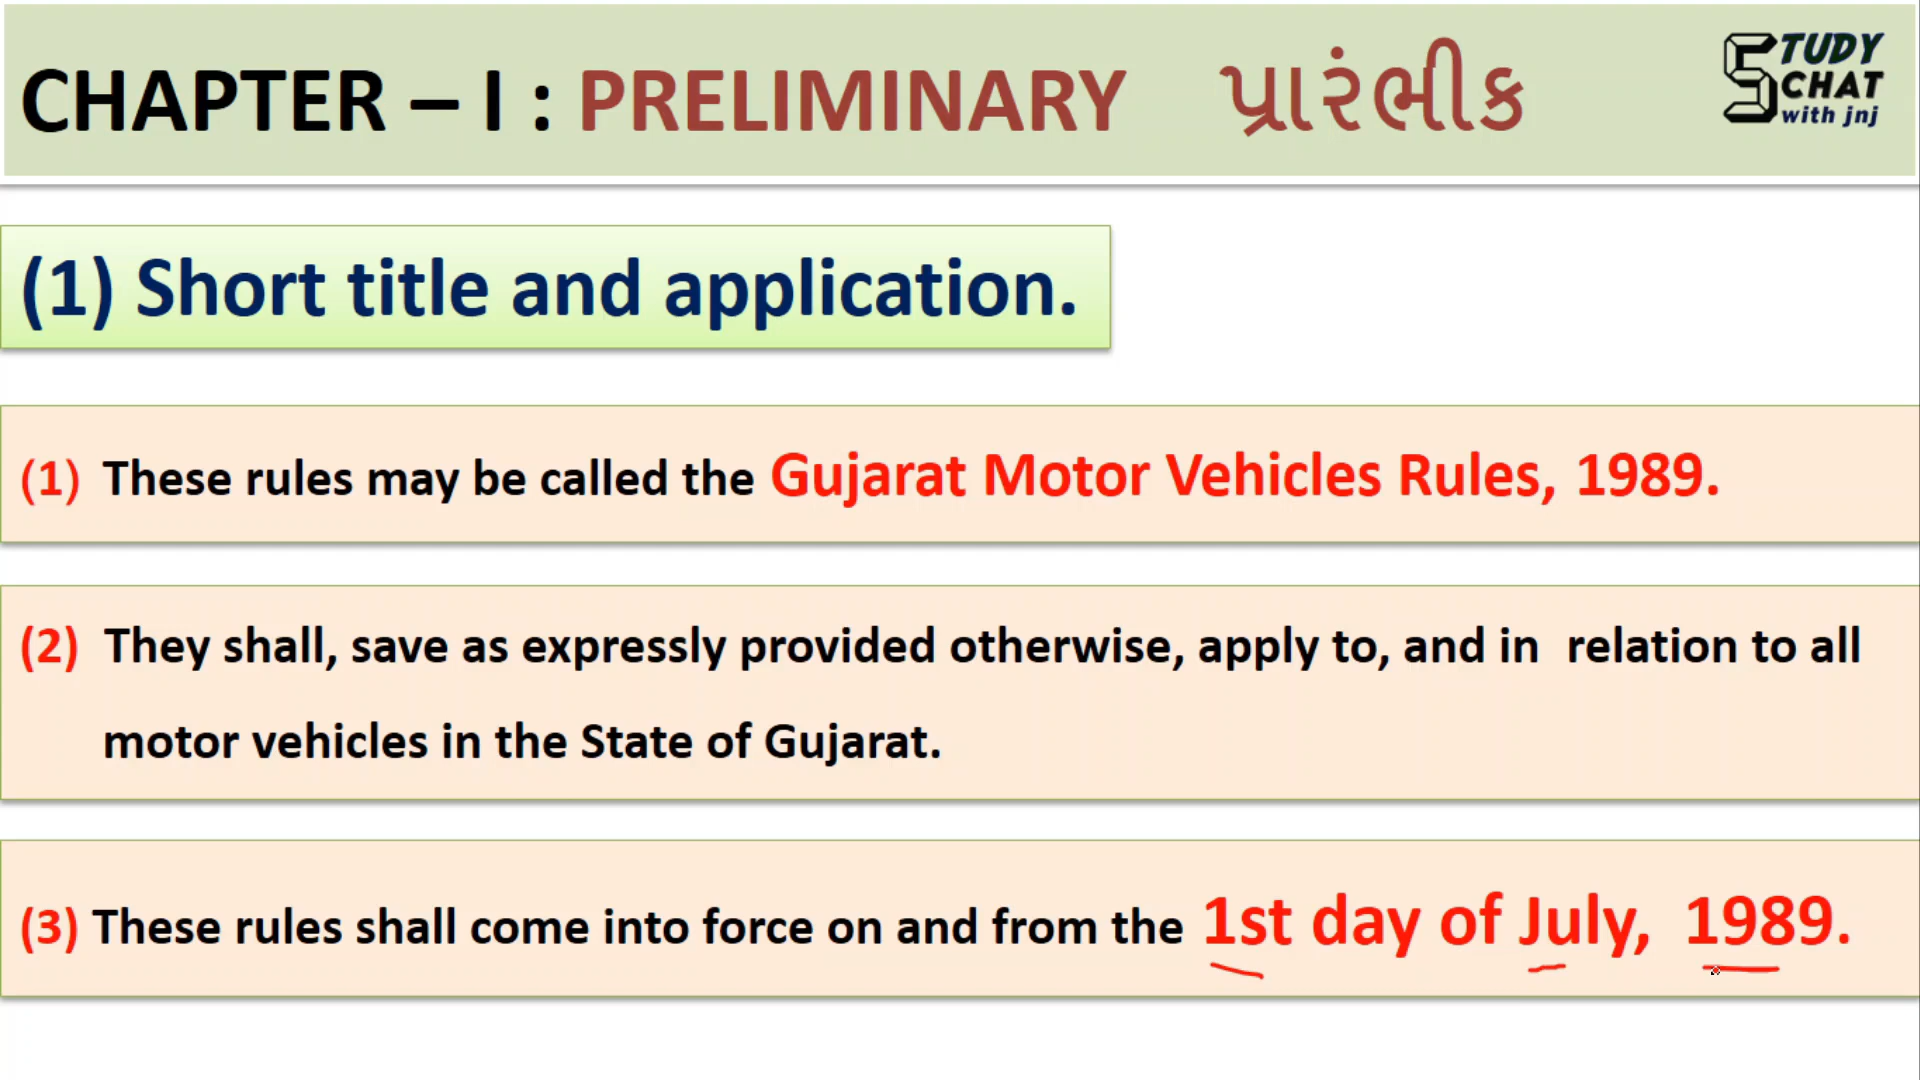 CHAPTER – I : PRELIMINARY પ્રારંભીક
STUDY
CHAT
with jnj
(1) Short title and application.
(1) These rules may be called the Gujarat Motor Vehicles Rules, 1989.
(2) They shall, save as expressly provided otherwise, apply to, and in relation to all
motor vehicles in the State of Gujarat.
(3) These rules shall come into force on and from the 1st day of July, 1989.